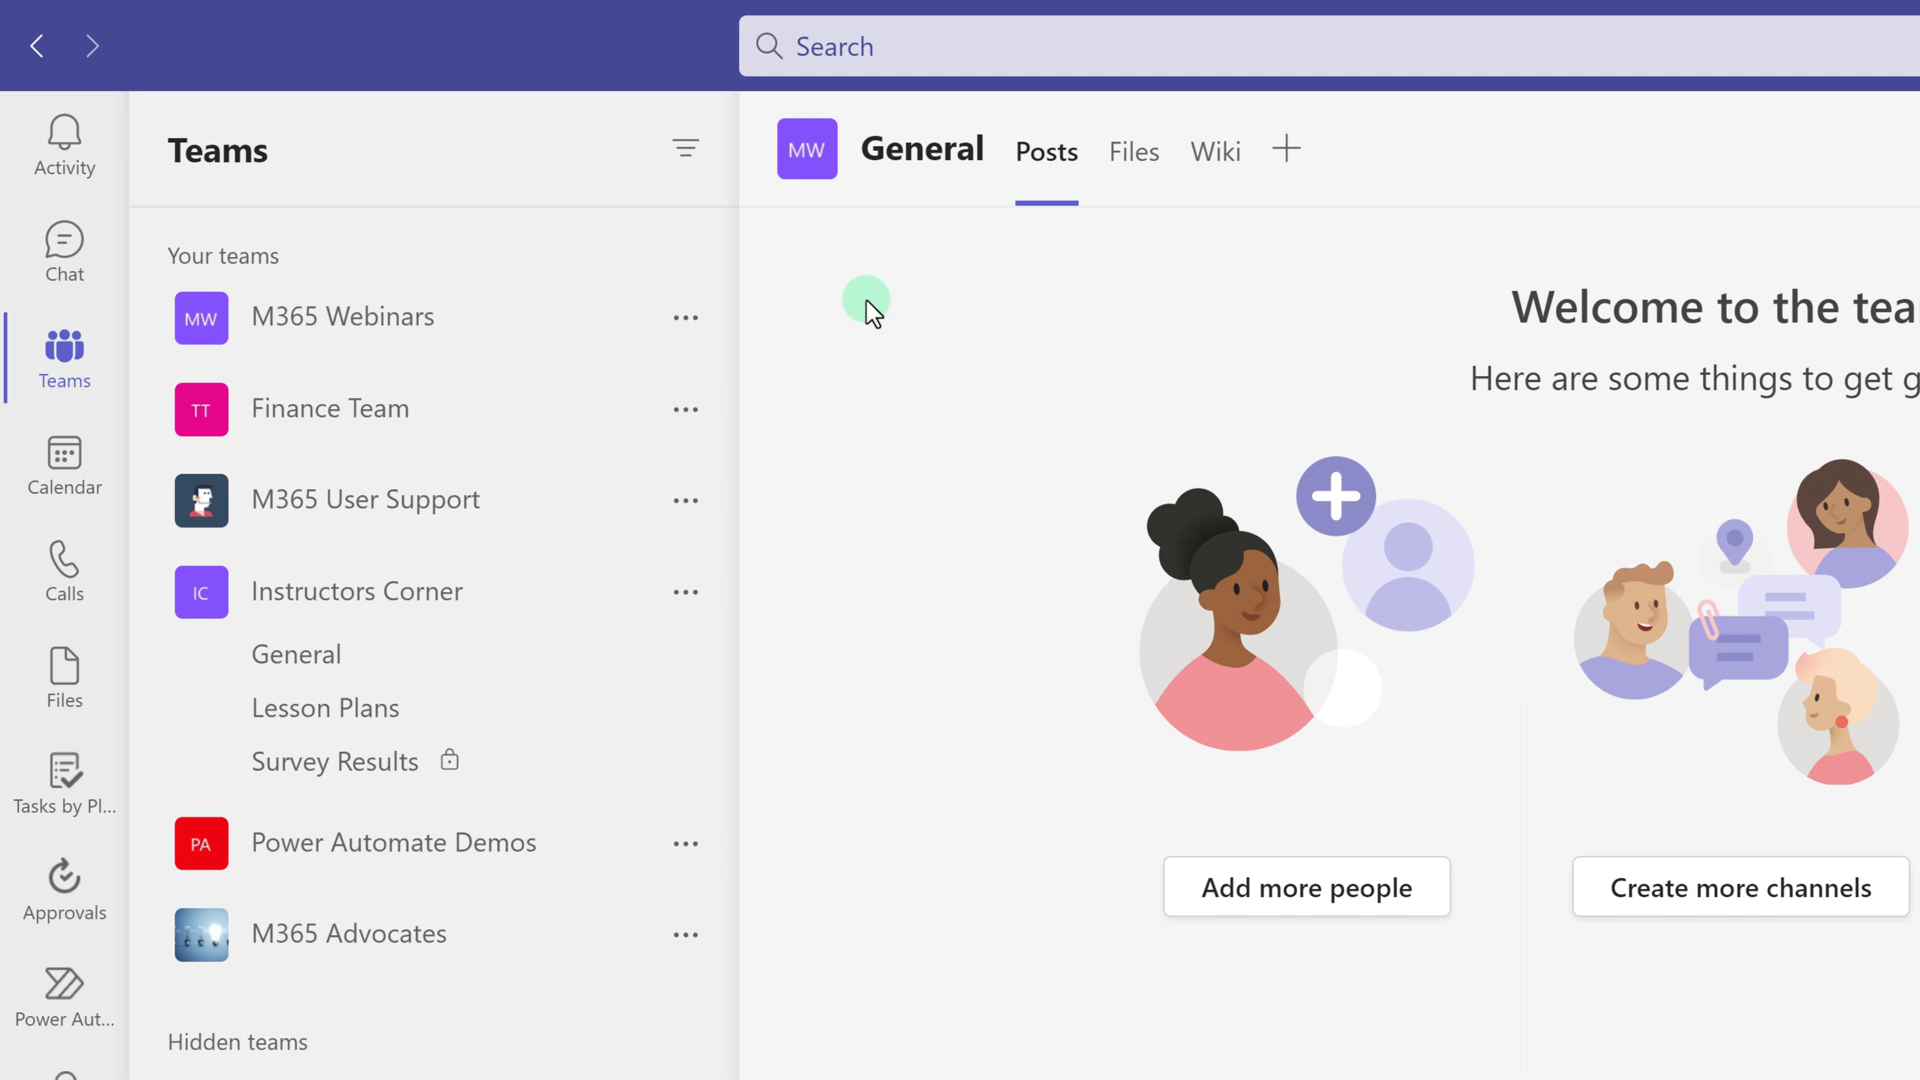 Search
Activity
Chat
Teams
Calendar
Calls
Files
Tasks by Pl...
Approvals
Power Aut...
Teams
Your teams
MW M365 Webinars
TT Finance Team
M365 User Support
IC Instructors Corner
General
Lesson Plans
Survey Results
PA Power Automate Demos
M365 Advocates
Hidden teams
MW General Posts Files Wiki
Welcome to the tea
Here are some things to get g
Add more people
Create more channels